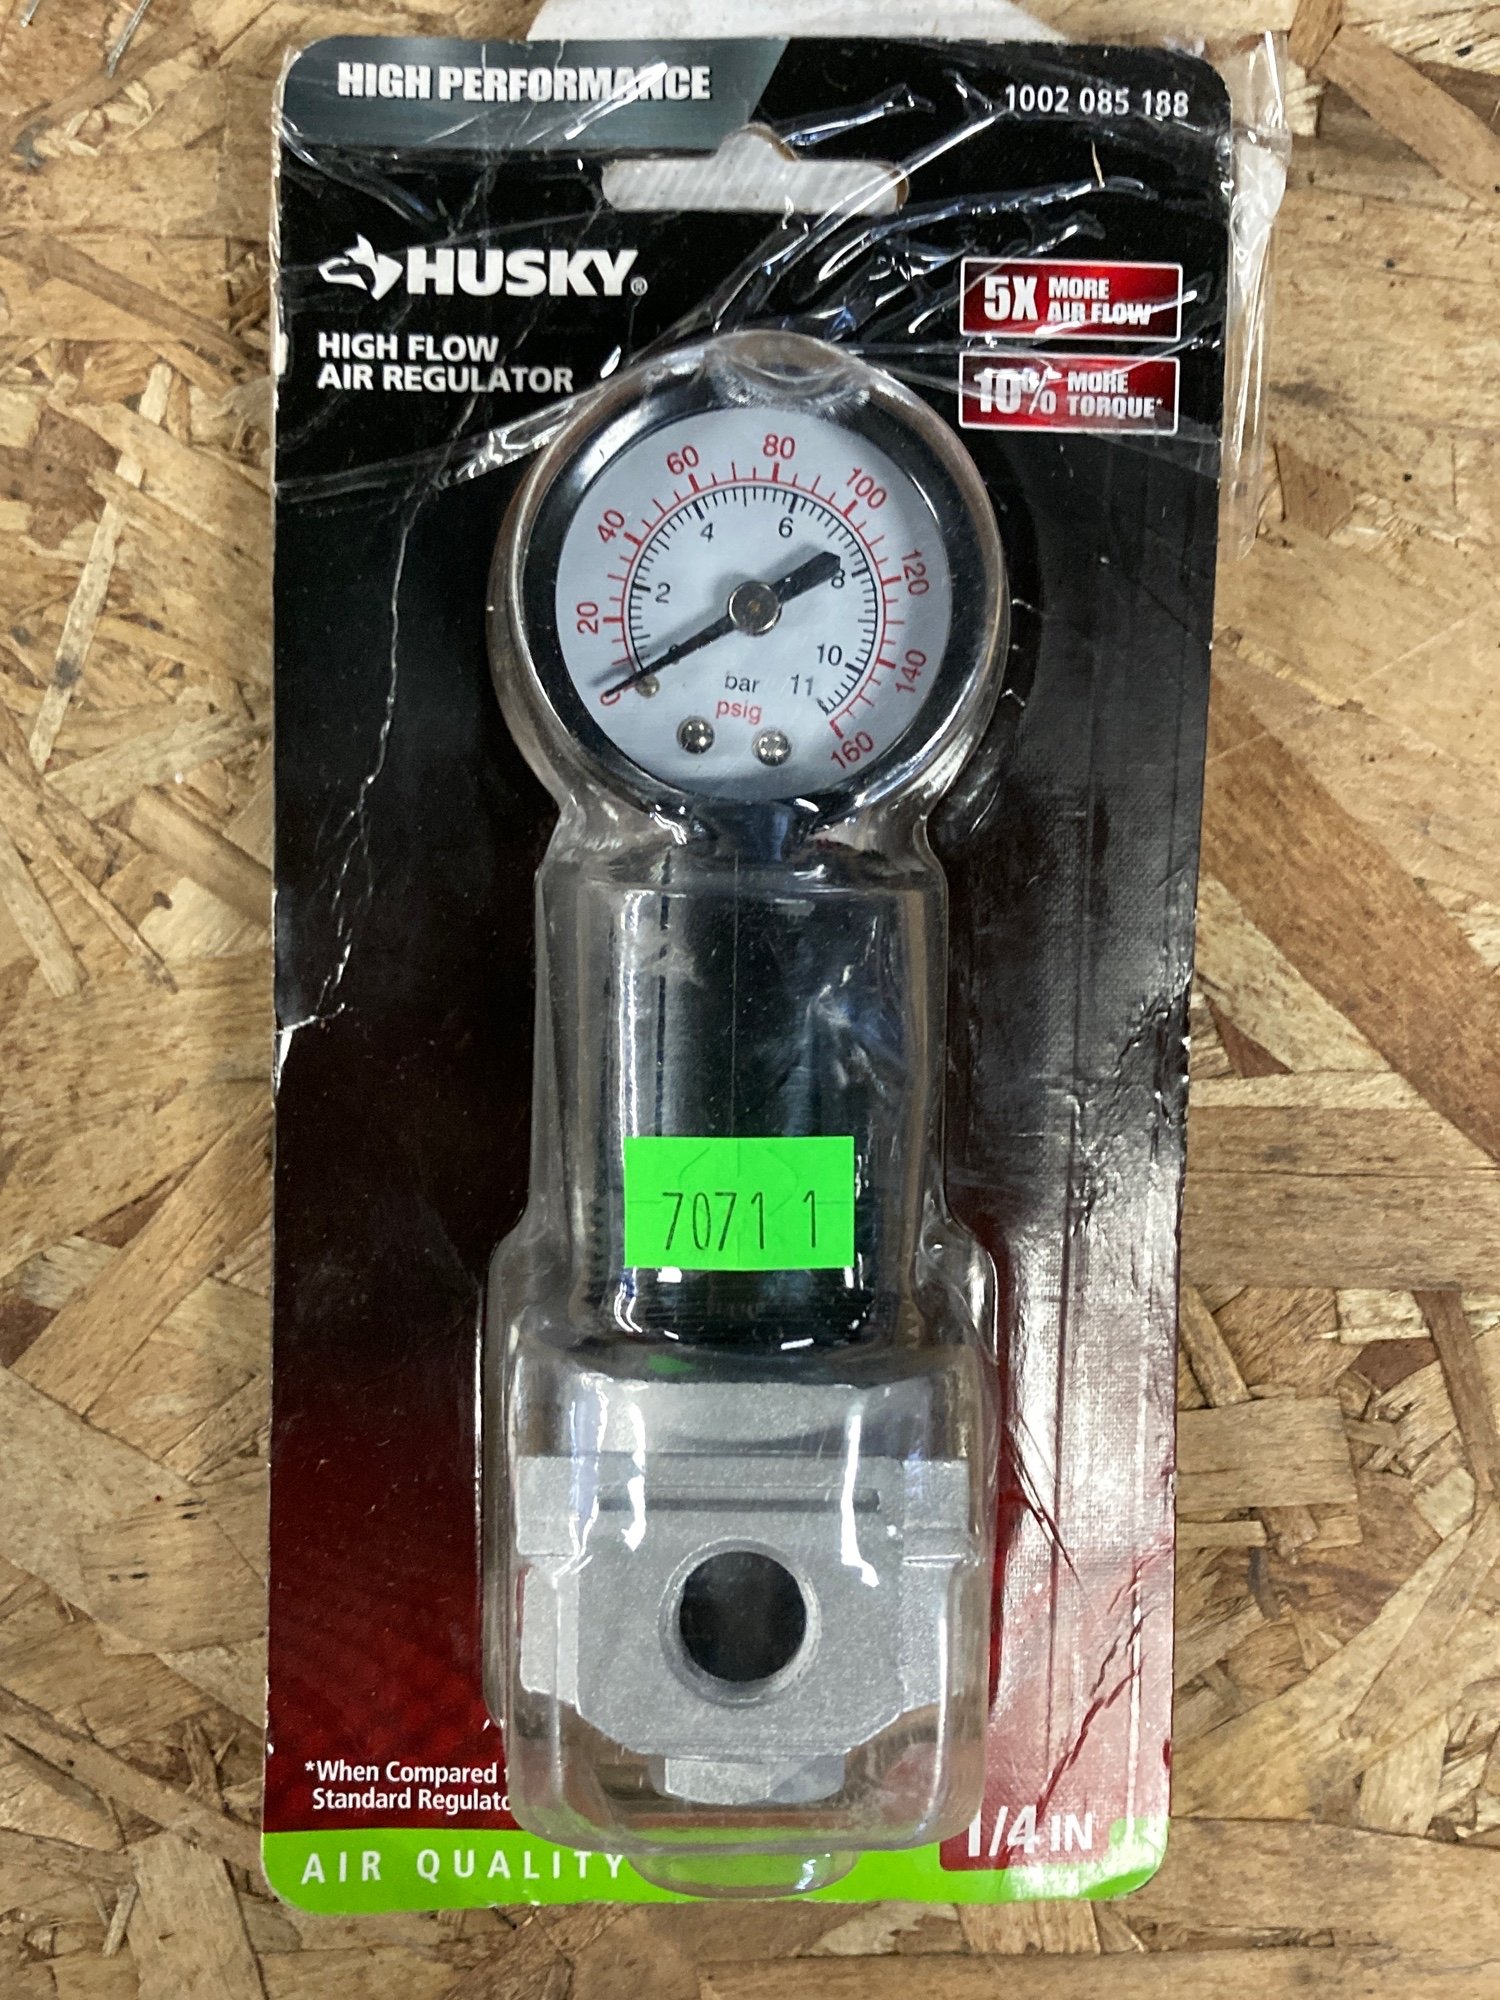 HIGH PERFORMANCE
1002 085 188
HUSKY®
HIGH FLOW
AIR REGULATOR
5X MORE
AIR FLOW*
10% MORE
TORQUE*
0 20 40 60 80 100 120 140 160
2 4 6 8 10 11
bar
psig
7071 1
*When Compared
Standard
AIR QUALITY
1/4 IN